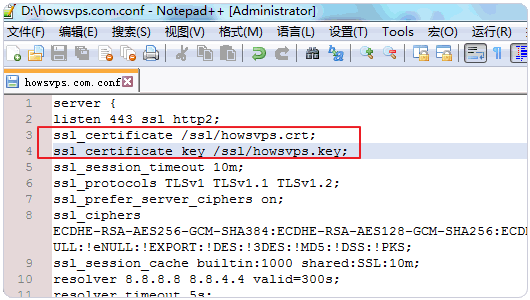 D:\howsvps.com.conf - Notepad++ [Administrator]
文件(F) 编辑(E) 搜索(S) 视图(V) 格式(M) 语言(L) 设置(T) Tools 宏(O) 运行(R)
howsvps.com.conf
1 server {
2 listen 443 ssl http2;
3 ssl_certificate /ssl/howsvps.crt;
4 ssl_certificate_key /ssl/howsvps.key;
5 ssl_session_timeout 10m;
6 ssl_protocols TLSv1 TLSv1.1 TLSv1.2;
7 ssl_prefer_server_ciphers on;
8 ssl_ciphers
ECDHE-RSA-AES256-GCM-SHA384:ECDHE-RSA-AES128-GCM-SHA256:ECD
ULL:!eNULL:!EXPORT:!DES:!3DES:!MD5:!DSS:!PKS;
9 ssl_session_cache builtin:1000 shared:SSL:10m;
10 resolver 8.8.8.8 8.8.4.4 valid=300s;
11 resolver_timeout 5s;